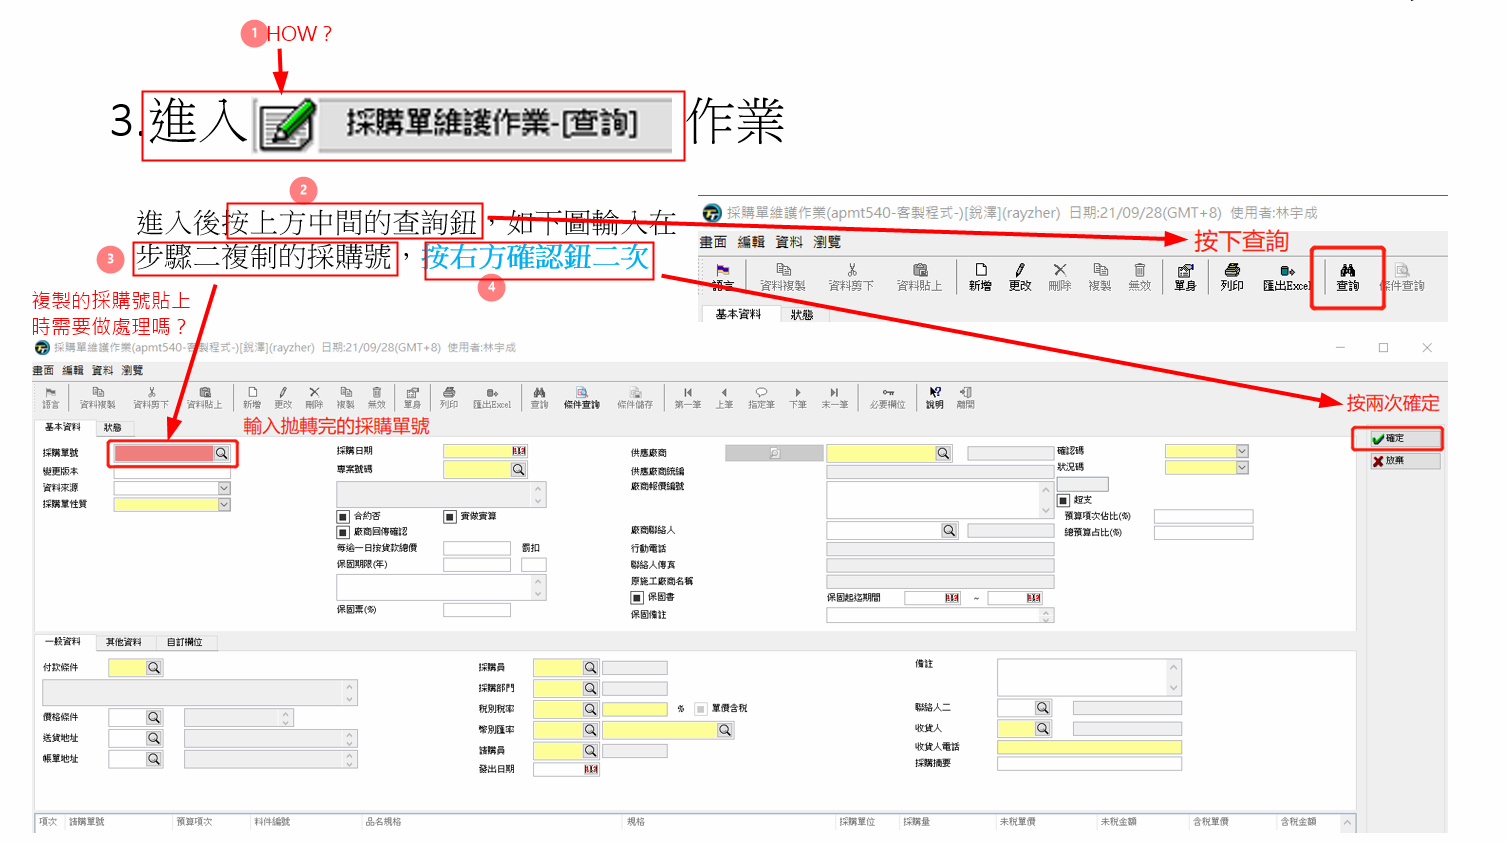 1 HOW？
3.進入 採購單維護作業-[查詢] 作業
2
進入後按上方中間的查詢鈕，如下圖輸入在
3 步驟二複制的採購號，按右方確認鈕二次
4
複製的採購號貼上
時需要做處理嗎？
採購單維護作業(apmt540-客製程式-)[銳澤](rayzher) 日期:21/09/28(GMT+8) 使用者:林宇成
畫面 編輯 資料 瀏覽
按下查詢
語言 資料複製 資料剪下 資料貼上 新增 更改 刪除 複製 無效 單身 列印 匯出Excel 查詢 條件查詢
基本資料 狀態
採購單維護作業(apmt540-客製程式-)[銳澤](rayzher) 日期:21/09/28(GMT+8) 使用者:林宇成
畫面 編輯 資料 瀏覽
語言 資料複製 資料剪下 資料貼上 新增 更改 刪除 複製 無效 單身 列印 匯出Excel 查詢 條件查詢 條件儲存 第一筆 上筆 指定筆 下筆 末一筆 必要欄位 說明 離開
按兩次確定
基本資料 狀態
輸入拋轉完的採購單號
確定
放棄
採購單號 採購日期 供應廠商 確認碼
變更版本 專案號碼 供應廠商統編 狀況碼
資料來源 廠商報價編號
採購單性質 超支
合約否 實做實算 預算項次佔比(%)
廠商回傳確認 廠商聯絡人 總預算占比(%)
每逾一日按貨款總價 罰扣 行動電話
保固期限(年) 聯絡人傳真
原施工廠商名稱
保固書 保固起迄期間 ~
保固票(%) 保固備註
一般資料 其他資料 自訂欄位
付款條件 採購員 備註
採購部門
價格條件 稅別稅率 % 單價含稅 聯絡人二
送貨地址 幣別匯率 收貨人
帳單地址 請購員 收貨人電話
發出日期 採購摘要
項次 請購單號 預算項次 料件編號 品名規格 規格 採購單位 採購量 未稅單價 未稅金額 含稅單價 含稅金額